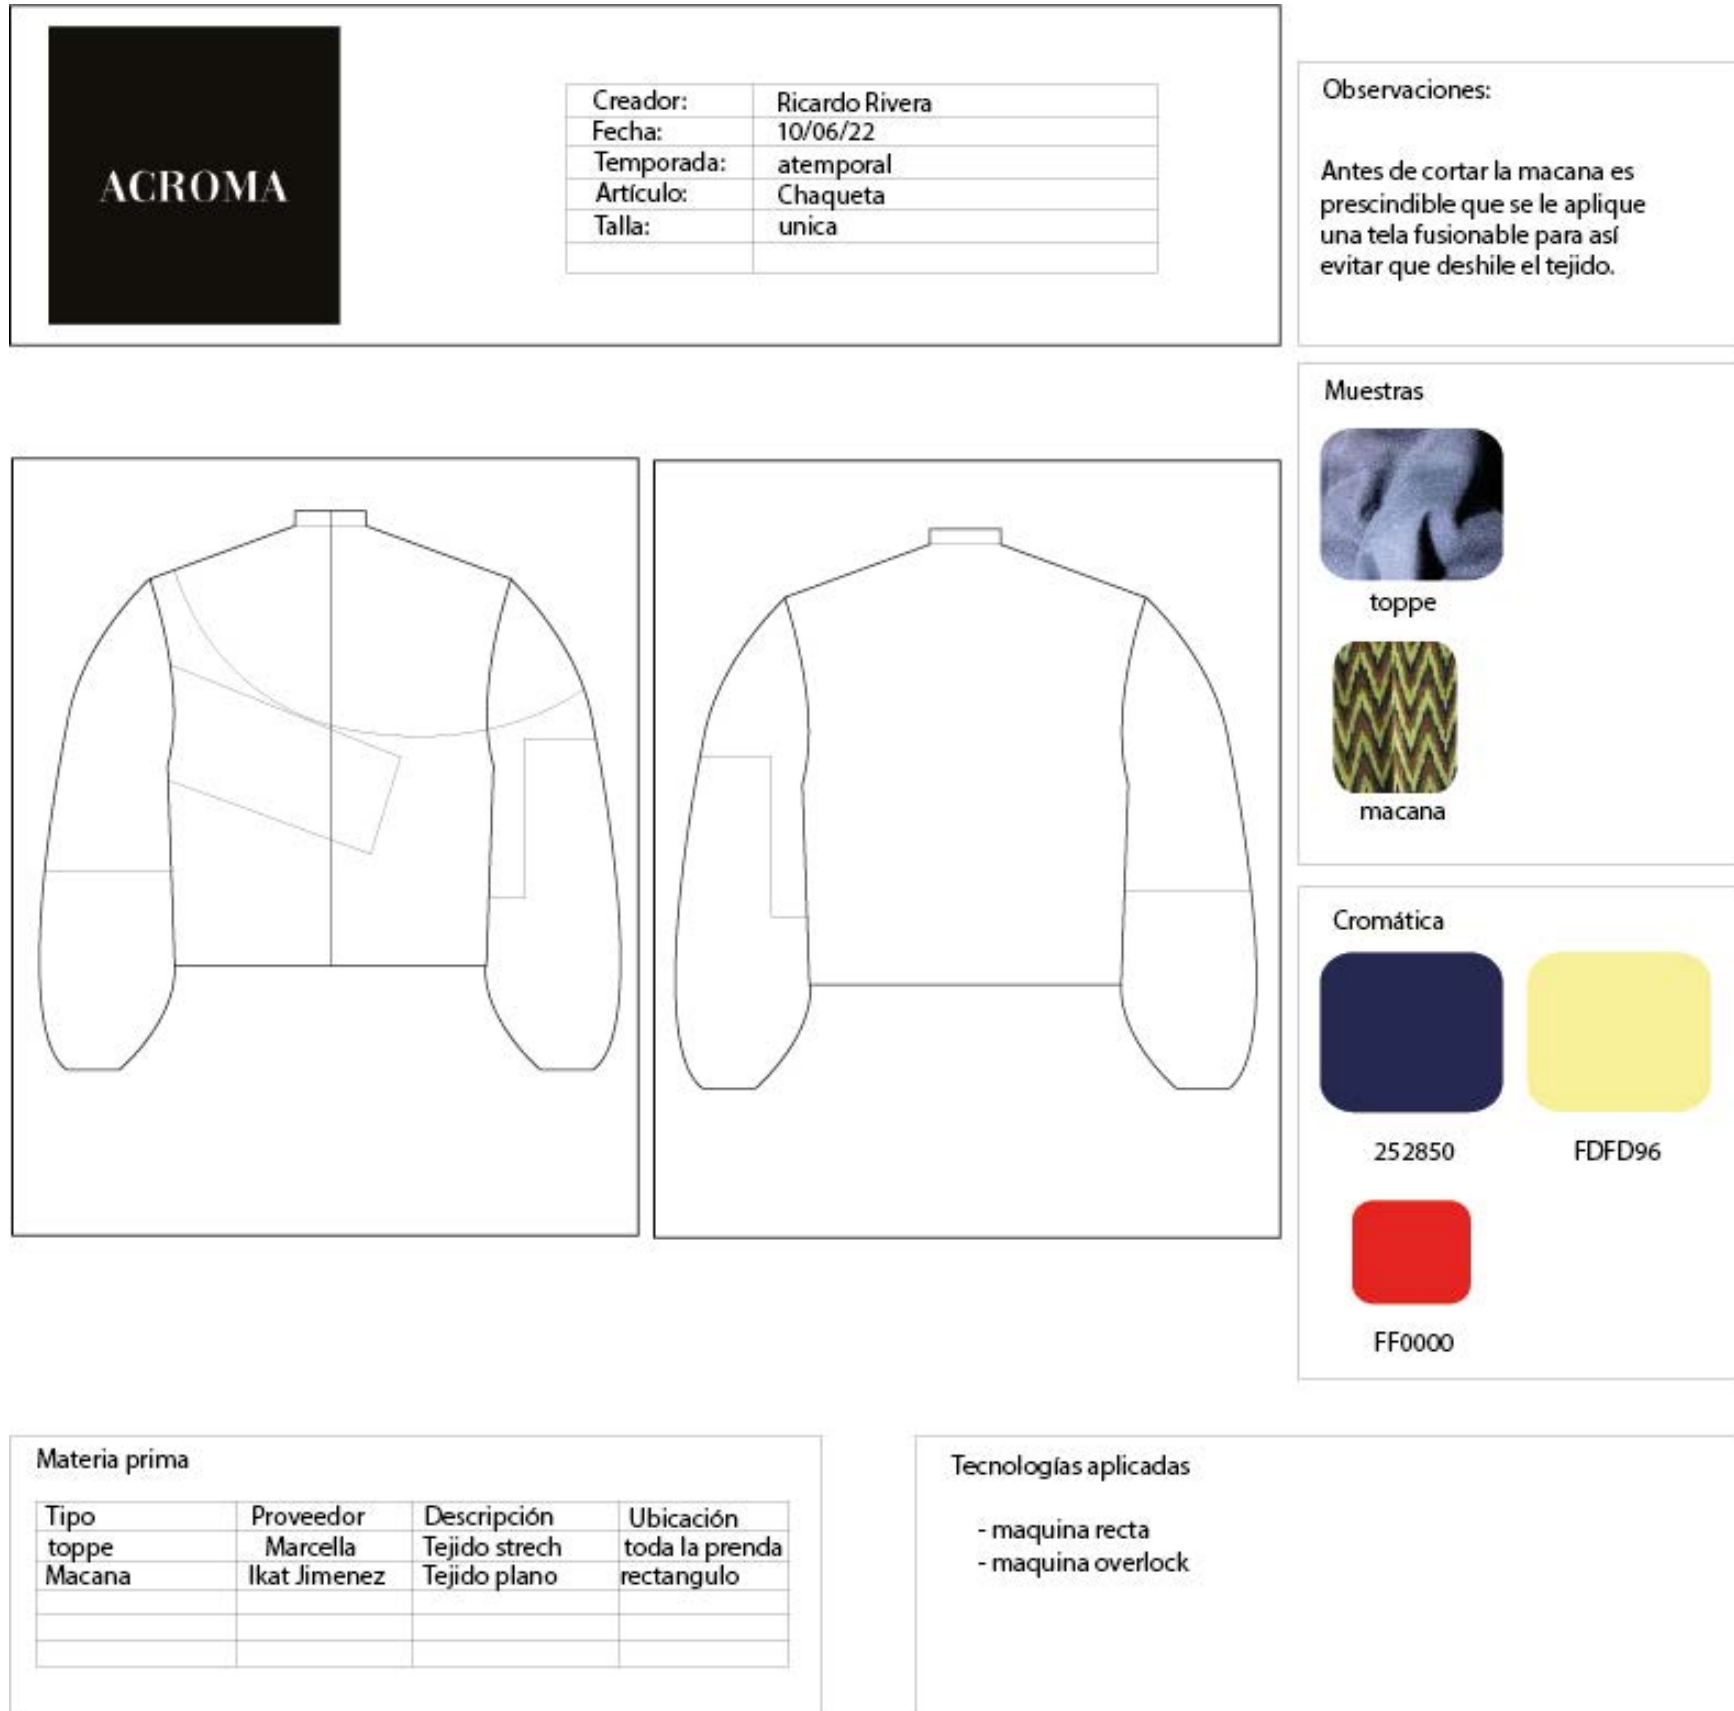 ACROMA
Creador: Ricardo Rivera
Fecha: 10/06/22
Temporada: atemporal
Artículo: Chaqueta
Talla: unica
Observaciones:
Antes de cortar la macana es
prescindible que se le aplique
una tela fusionable para así
evitar que deshile el tejido.
Muestras
toppe
macana
Cromática
252850 FDFD96
FF0000
Materia prima
Tipo Proveedor Descripción Ubicación
toppe Marcella Tejido strech toda la prenda
Macana Ikat Jimenez Tejido plano rectangulo
Tecnologías aplicadas
- maquina recta
- maquina overlock